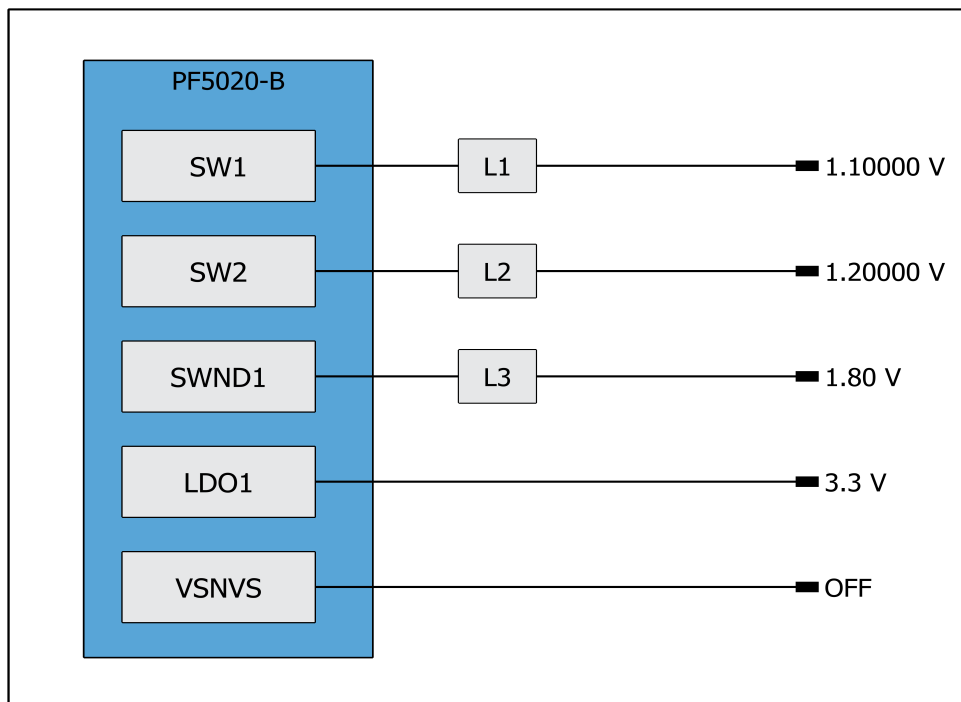 PF5020-B
SW1 L1 1.10000 V
SW2 L2 1.20000 V
SWND1 L3 1.80 V
LDO1 3.3 V
VSNVS OFF